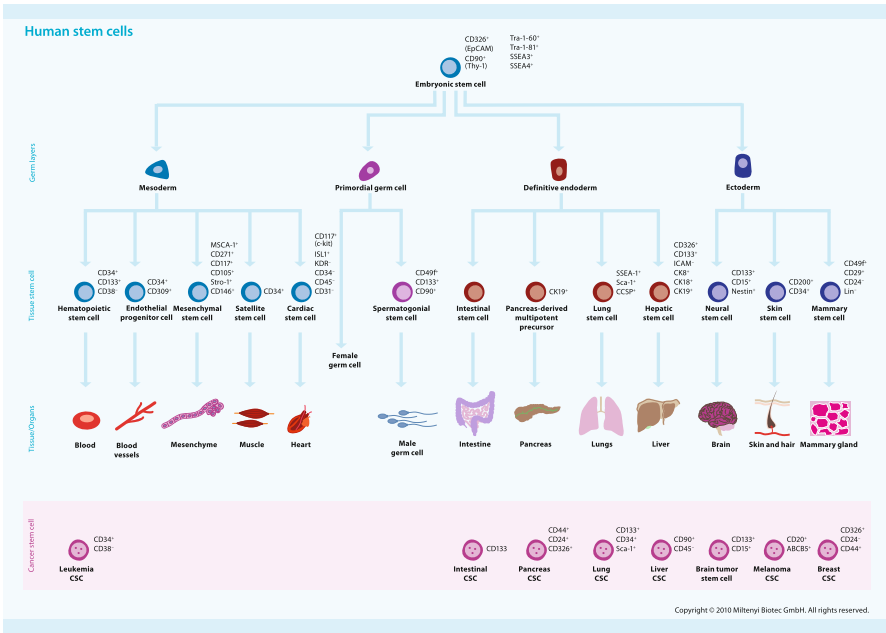 Human stem cells
CD326⁺
(EpCAM)
CD90⁺
(Thy-1)
Tra-1-60⁺
Tra-1-81⁺
SSEA3⁺
SSEA4⁺
Embryonic stem cell
Germ layers
Mesoderm
Primordial germ cell
Definitive endoderm
Ectoderm
Tissue stem cell
CD34⁺
CD133⁺
CD38⁻
Hematopoietic
stem cell
CD34⁺
CD309⁺
Endothelial
progenitor cell
MSCA-1⁺
CD271⁺
CD117⁺
CD105⁺
Stro-1⁺
CD146⁺
Mesenchymal
stem cell
CD34⁺
Satellite
stem cell
CD117⁺
(c-kit)
ISL1⁺
KDR⁻
CD34⁻
CD45⁻
CD31⁻
Cardiac
stem cell
Female
germ cell
CD49f⁺
CD133⁺
CD90⁺
Spermatogonial
stem cell
Intestinal
stem cell
CK19⁺
Pancreas-derived
multipotent
precursor
SSEA-1⁺
Sca-1⁺
CCSP⁺
Lung
stem cell
CD326⁺
CD133⁺
ICAM⁻
CK8⁺
CK18⁺
CK19⁺
Hepatic
stem cell
CD133⁺
CD15⁺
Nestin⁺
Neural
stem cell
CD200⁺
CD34⁺
Skin
stem cell
CD49f⁺
CD29⁺
CD24⁻
Lin⁻
Mammary
stem cell
Tissue/Organs
Blood
Blood
vessels
Mesenchyme
Muscle
Heart
Male
germ cell
Intestine
Pancreas
Lungs
Liver
Brain
Skin and hair
Mammary gland
Cancer stem cell
CD34⁺
CD38⁻
Leukemia
CSC
CD133
Intestinal
CSC
CD44⁺
CD24⁺
CD326⁺
Pancreas
CSC
CD133⁺
CD34⁺
Sca-1⁺
Lung
CSC
CD90⁺
CD45⁻
Liver
CSC
CD133⁺
CD15⁺
Brain tumor
stem cell
CD20⁺
ABCB5⁺
Melanoma
CSC
CD326⁺
CD24⁻
CD44⁺
Breast
CSC
Copyright © 2010 Miltenyi Biotec GmbH. All rights reserved.